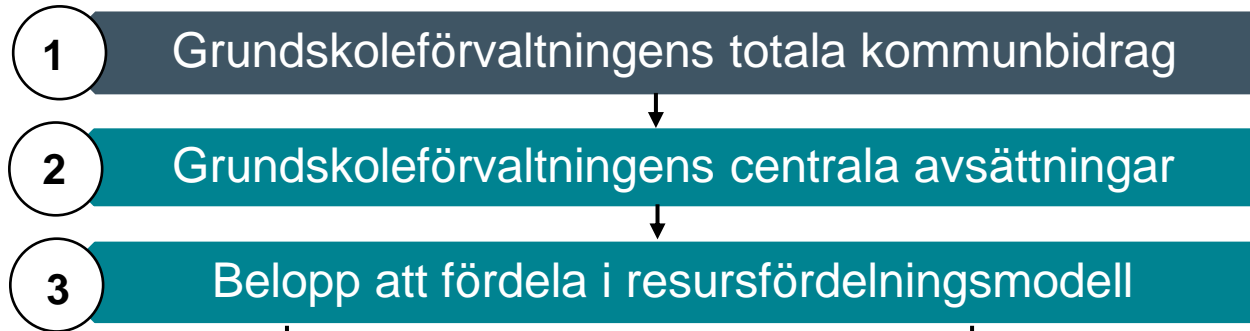 1 Grundskoleförvaltningens totala kommunbidrag
2 Grundskoleförvaltningens centrala avsättningar
3 Belopp att fördela i resursfördelningsmodell